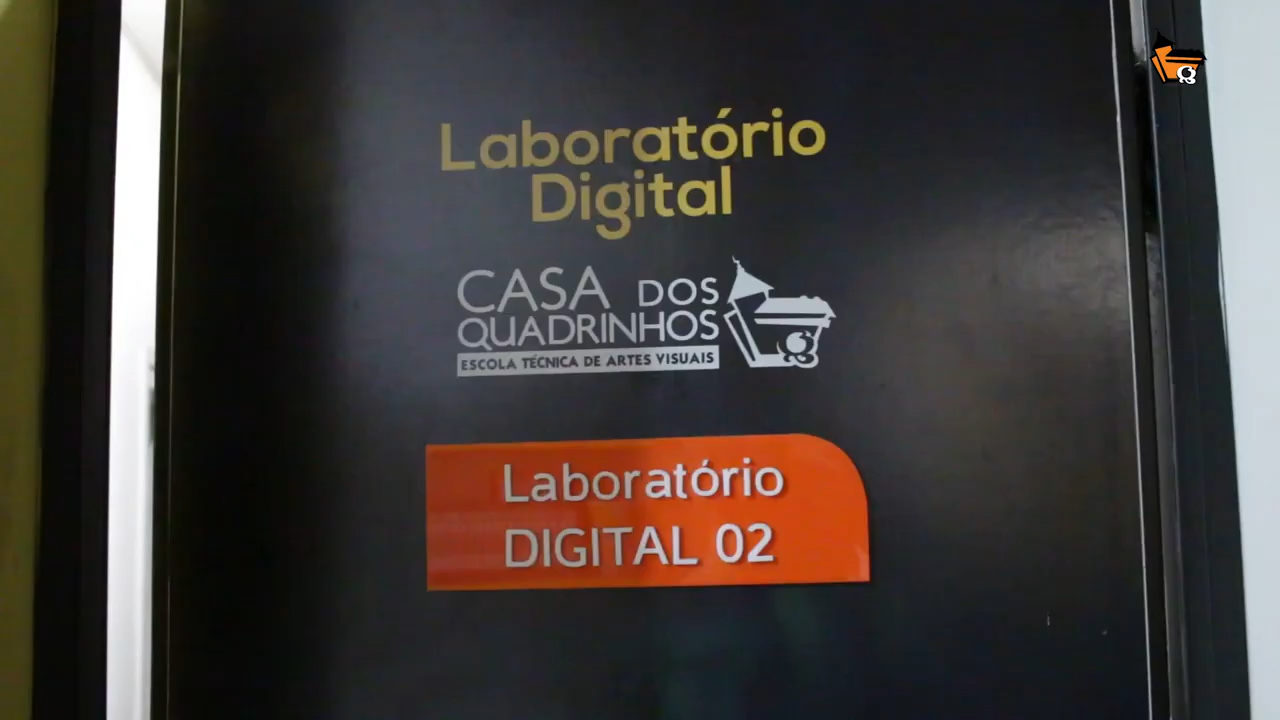 Laboratório
Digital
CASA DOS
QUADRINHOS
ESCOLA TÉCNICA DE ARTES VISUAIS
Laboratório
DIGITAL 02